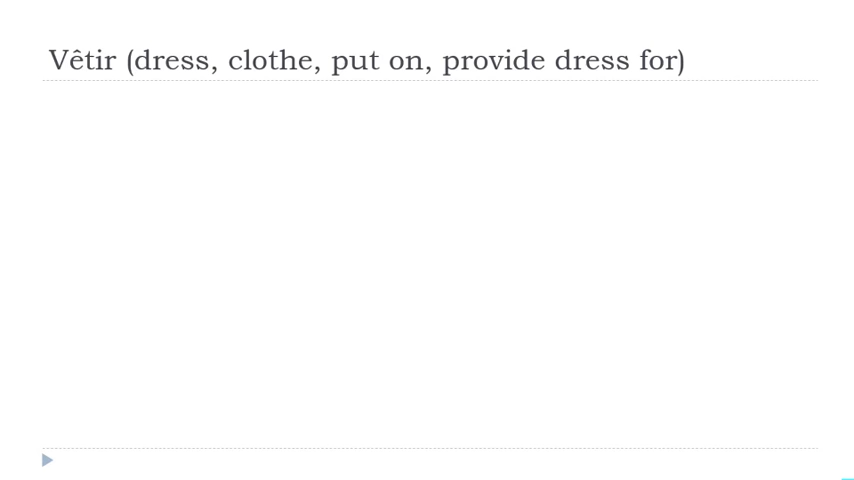 Vêtir (dress, clothe, put on, provide dress for)